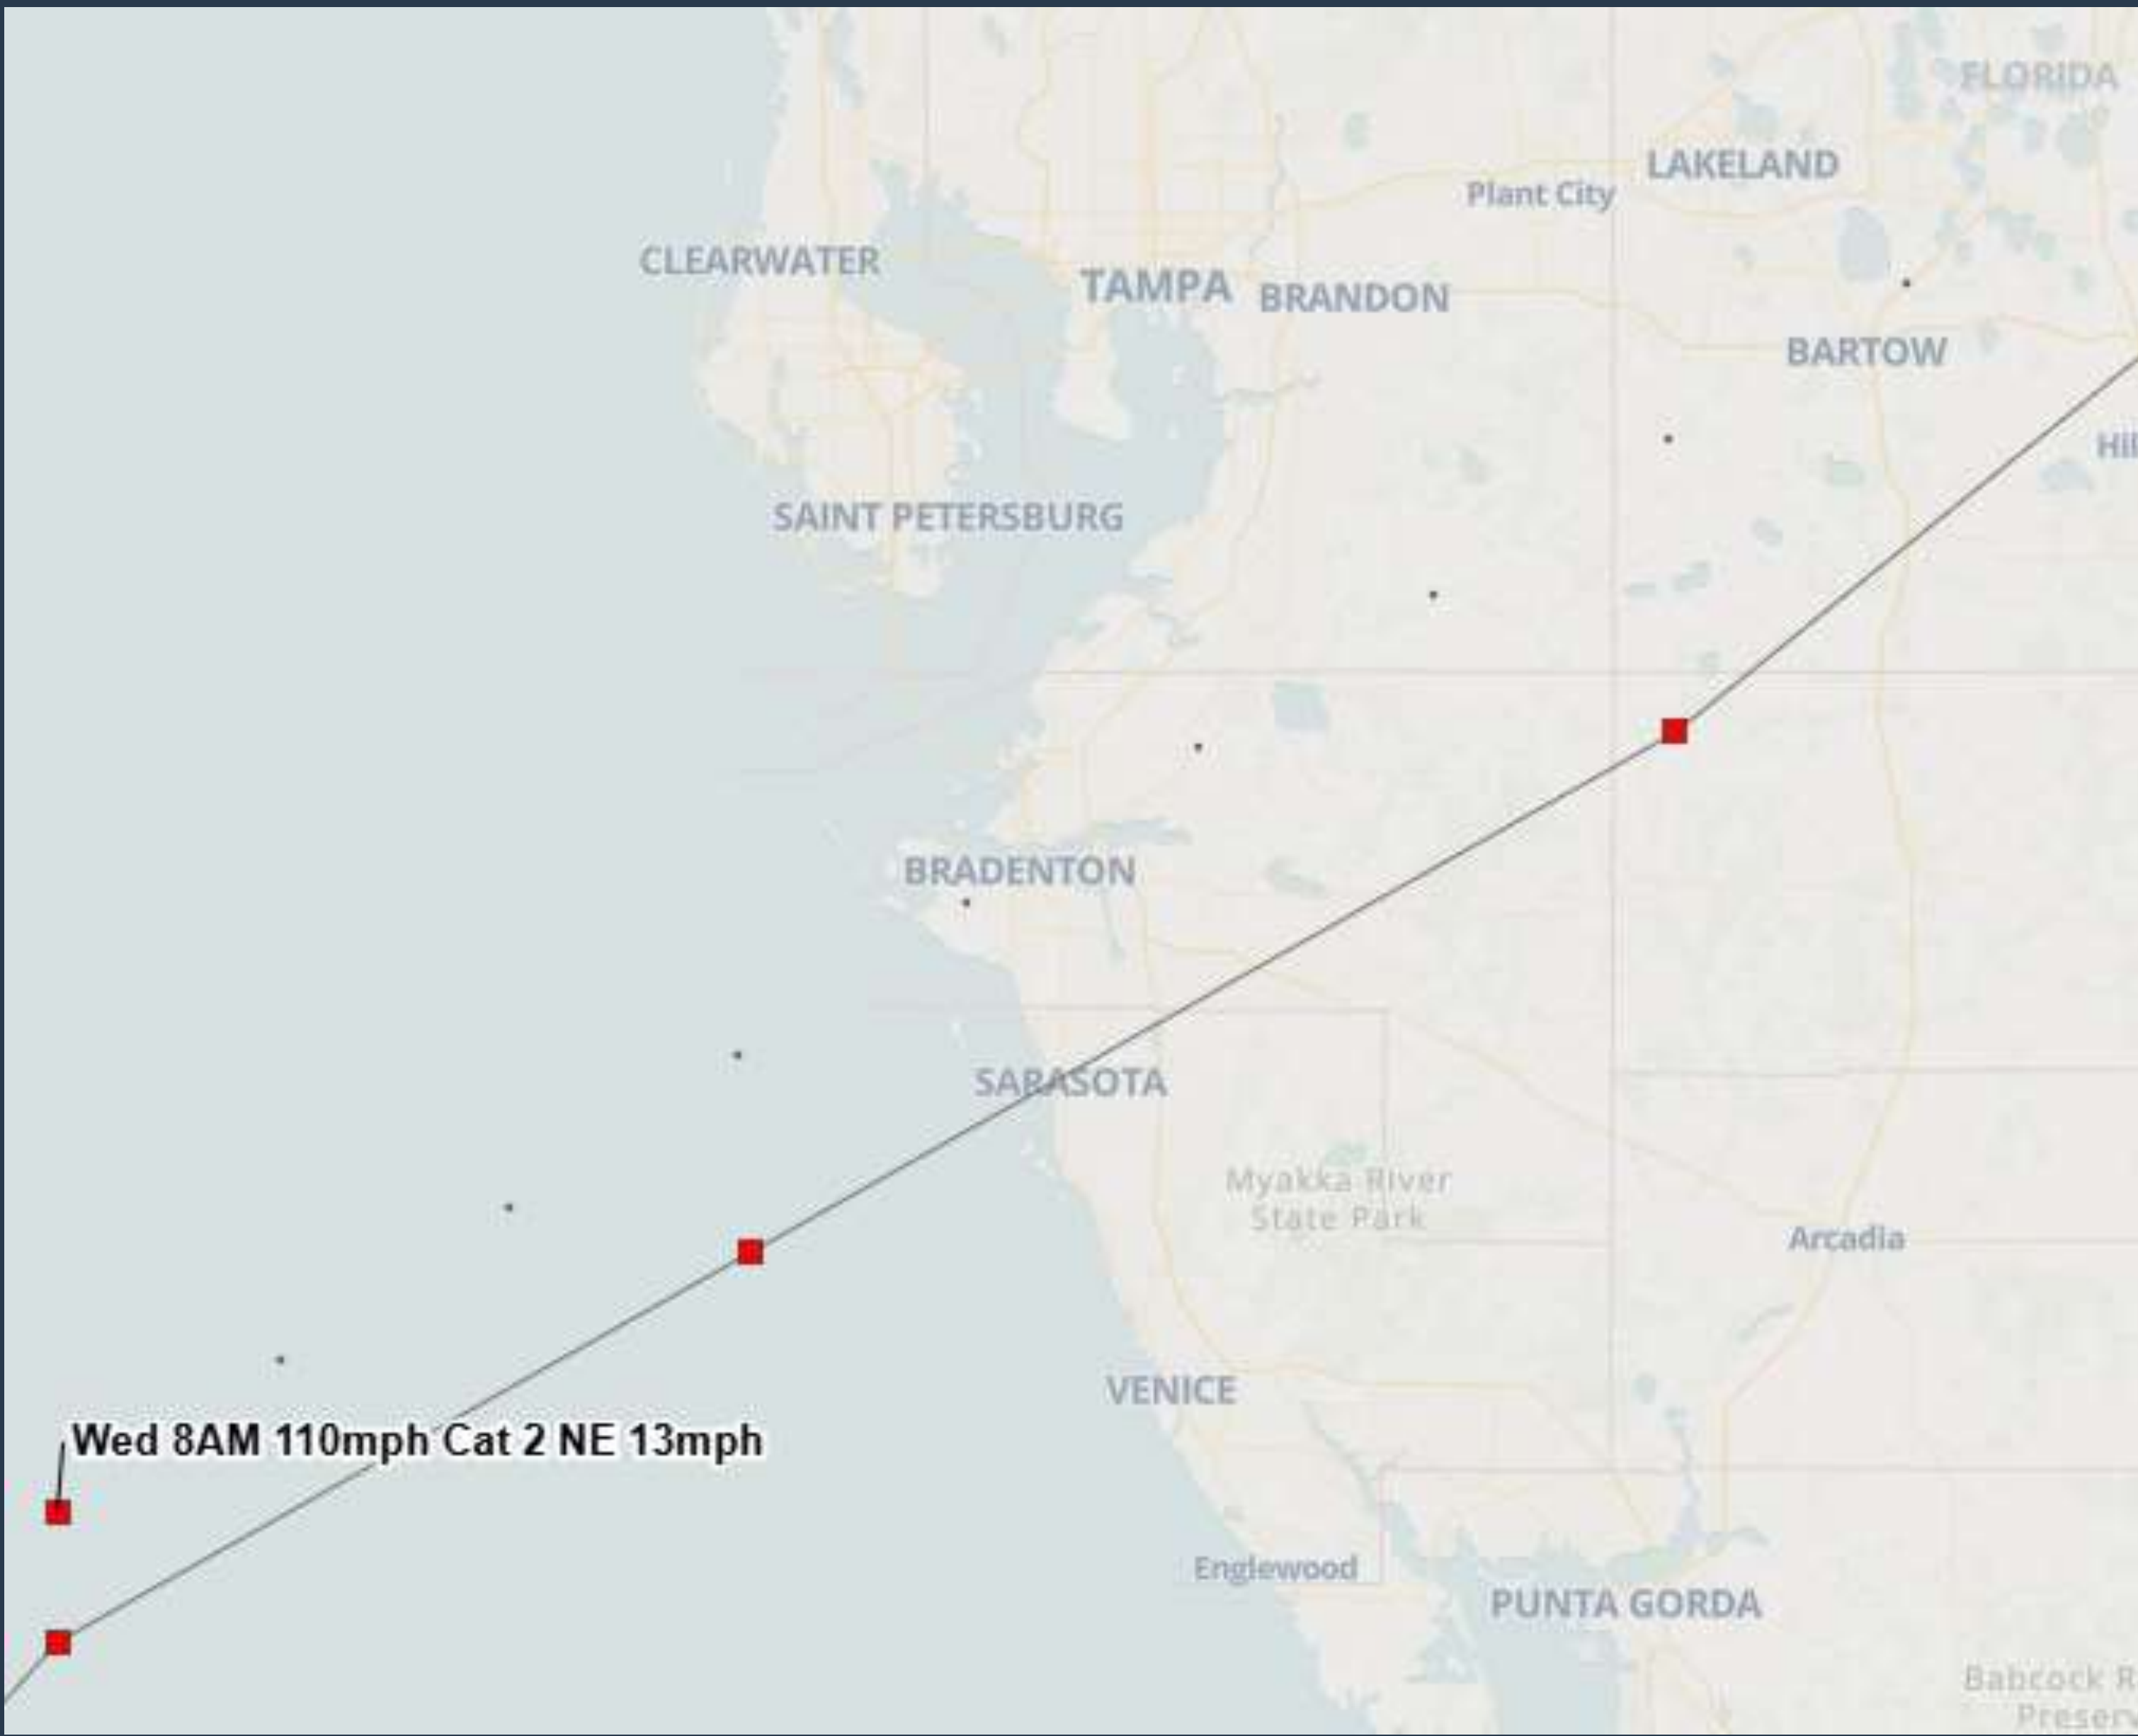 FLORIDA
LAKELAND
Plant City
CLEARWATER
TAMPA
BRANDON
BARTOW
SAINT PETERSBURG
BRADENTON
SARASOTA
Myakka River
State Park
Arcadia
VENICE
Wed 8AM 110mph Cat 2 NE 13mph
Englewood
PUNTA GORDA
Babcock R